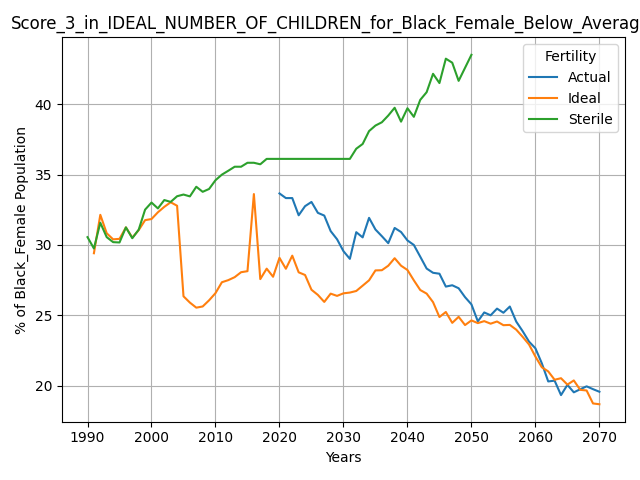 Score_3_in_IDEAL_NUMBER_OF_CHILDREN_for_Black_Female_Below_Averag
Fertility
Actual
Ideal
Sterile
% of Black_Female Population
40
35
30
25
20
1990 2000 2010 2020 2030 2040 2050 2060 2070
Years